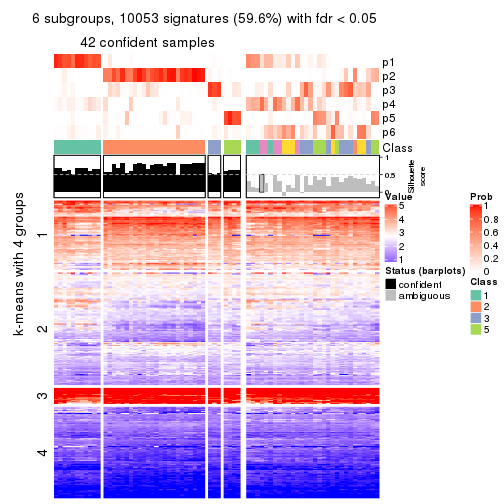 6 subgroups, 10053 signatures (59.6%) with fdr < 0.05
42 confident samples
p1
p2
p3
p4
p5
p6
Class
1
0.5
0
Silhouette
score
k-means with 4 groups
1
2
3
4
Value
5
4
3
2
1
Status (barplots)
confident
ambiguous
Prob
1
0.8
0.6
0.4
0.2
0
Class
1
2
3
5